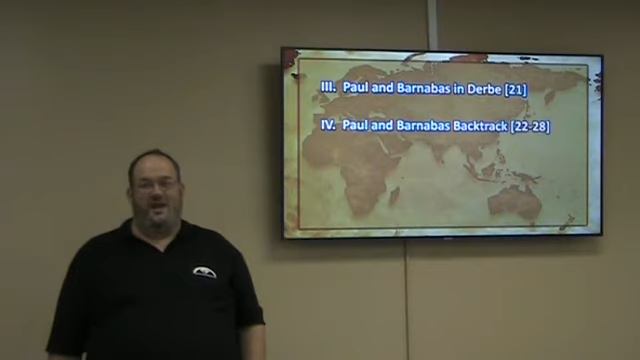 III. Paul and Barnabas in Derbe [21]
IV. Paul and Barnabas Backtrack [22-28]